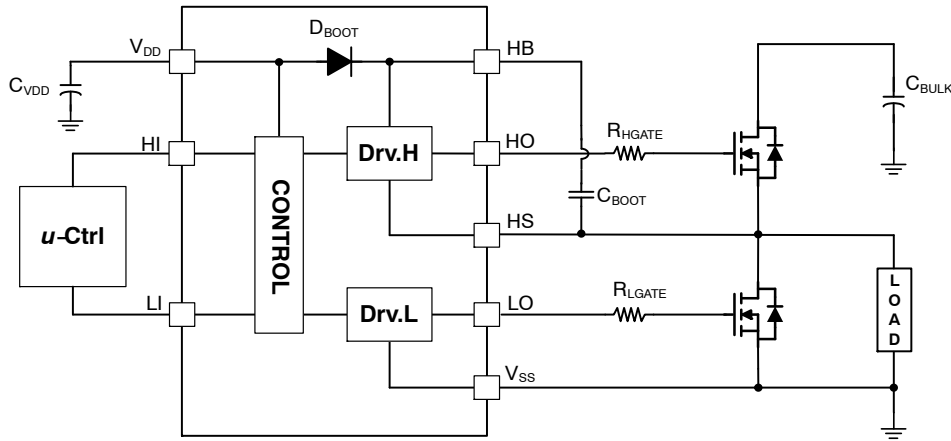 D_BOOT
V_DD
HB
C_VDD
C_BULK
HI
Drv.H
HO
R_HGATE
CONTROL
C_BOOT
u-Ctrl
HS
LI
Drv.L
LO
R_LGATE
LOAD
V_SS